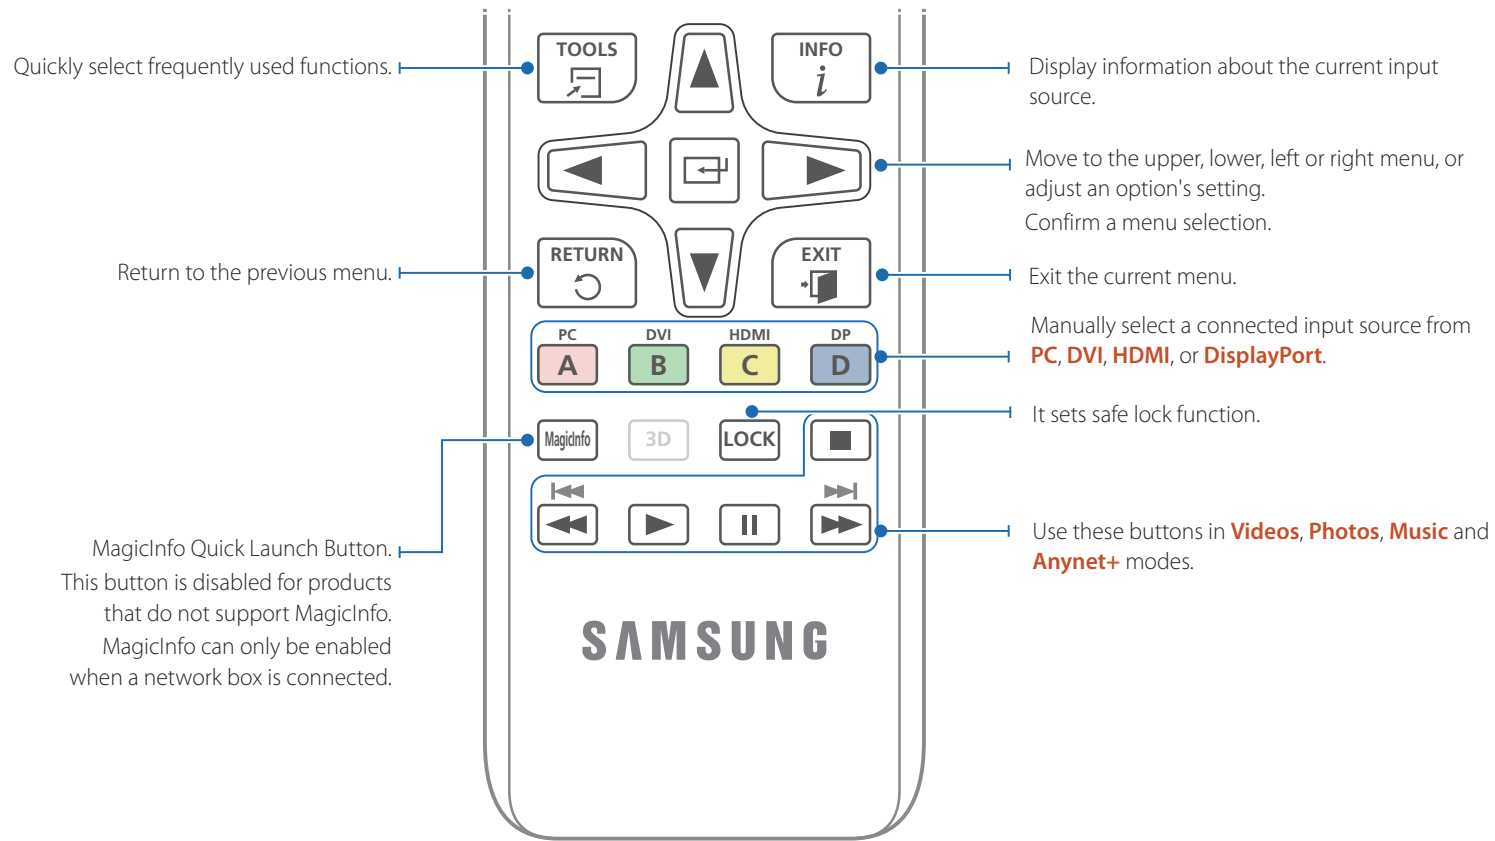 Quickly select frequently used functions.
TOOLS
INFO
i
Display information about the current input
source.
Move to the upper, lower, left or right menu, or
adjust an option's setting.
Confirm a menu selection.
Return to the previous menu.
RETURN
EXIT
Exit the current menu.
PC DVI HDMI DP
A B C D
Manually select a connected input source from
PC, DVI, HDMI, or DisplayPort.
MagicInfo 3D LOCK
It sets safe lock function.
MagicInfo Quick Launch Button.
This button is disabled for products
that do not support MagicInfo.
MagicInfo can only be enabled
when a network box is connected.
Use these buttons in Videos, Photos, Music and
Anynet+ modes.
SAMSUNG